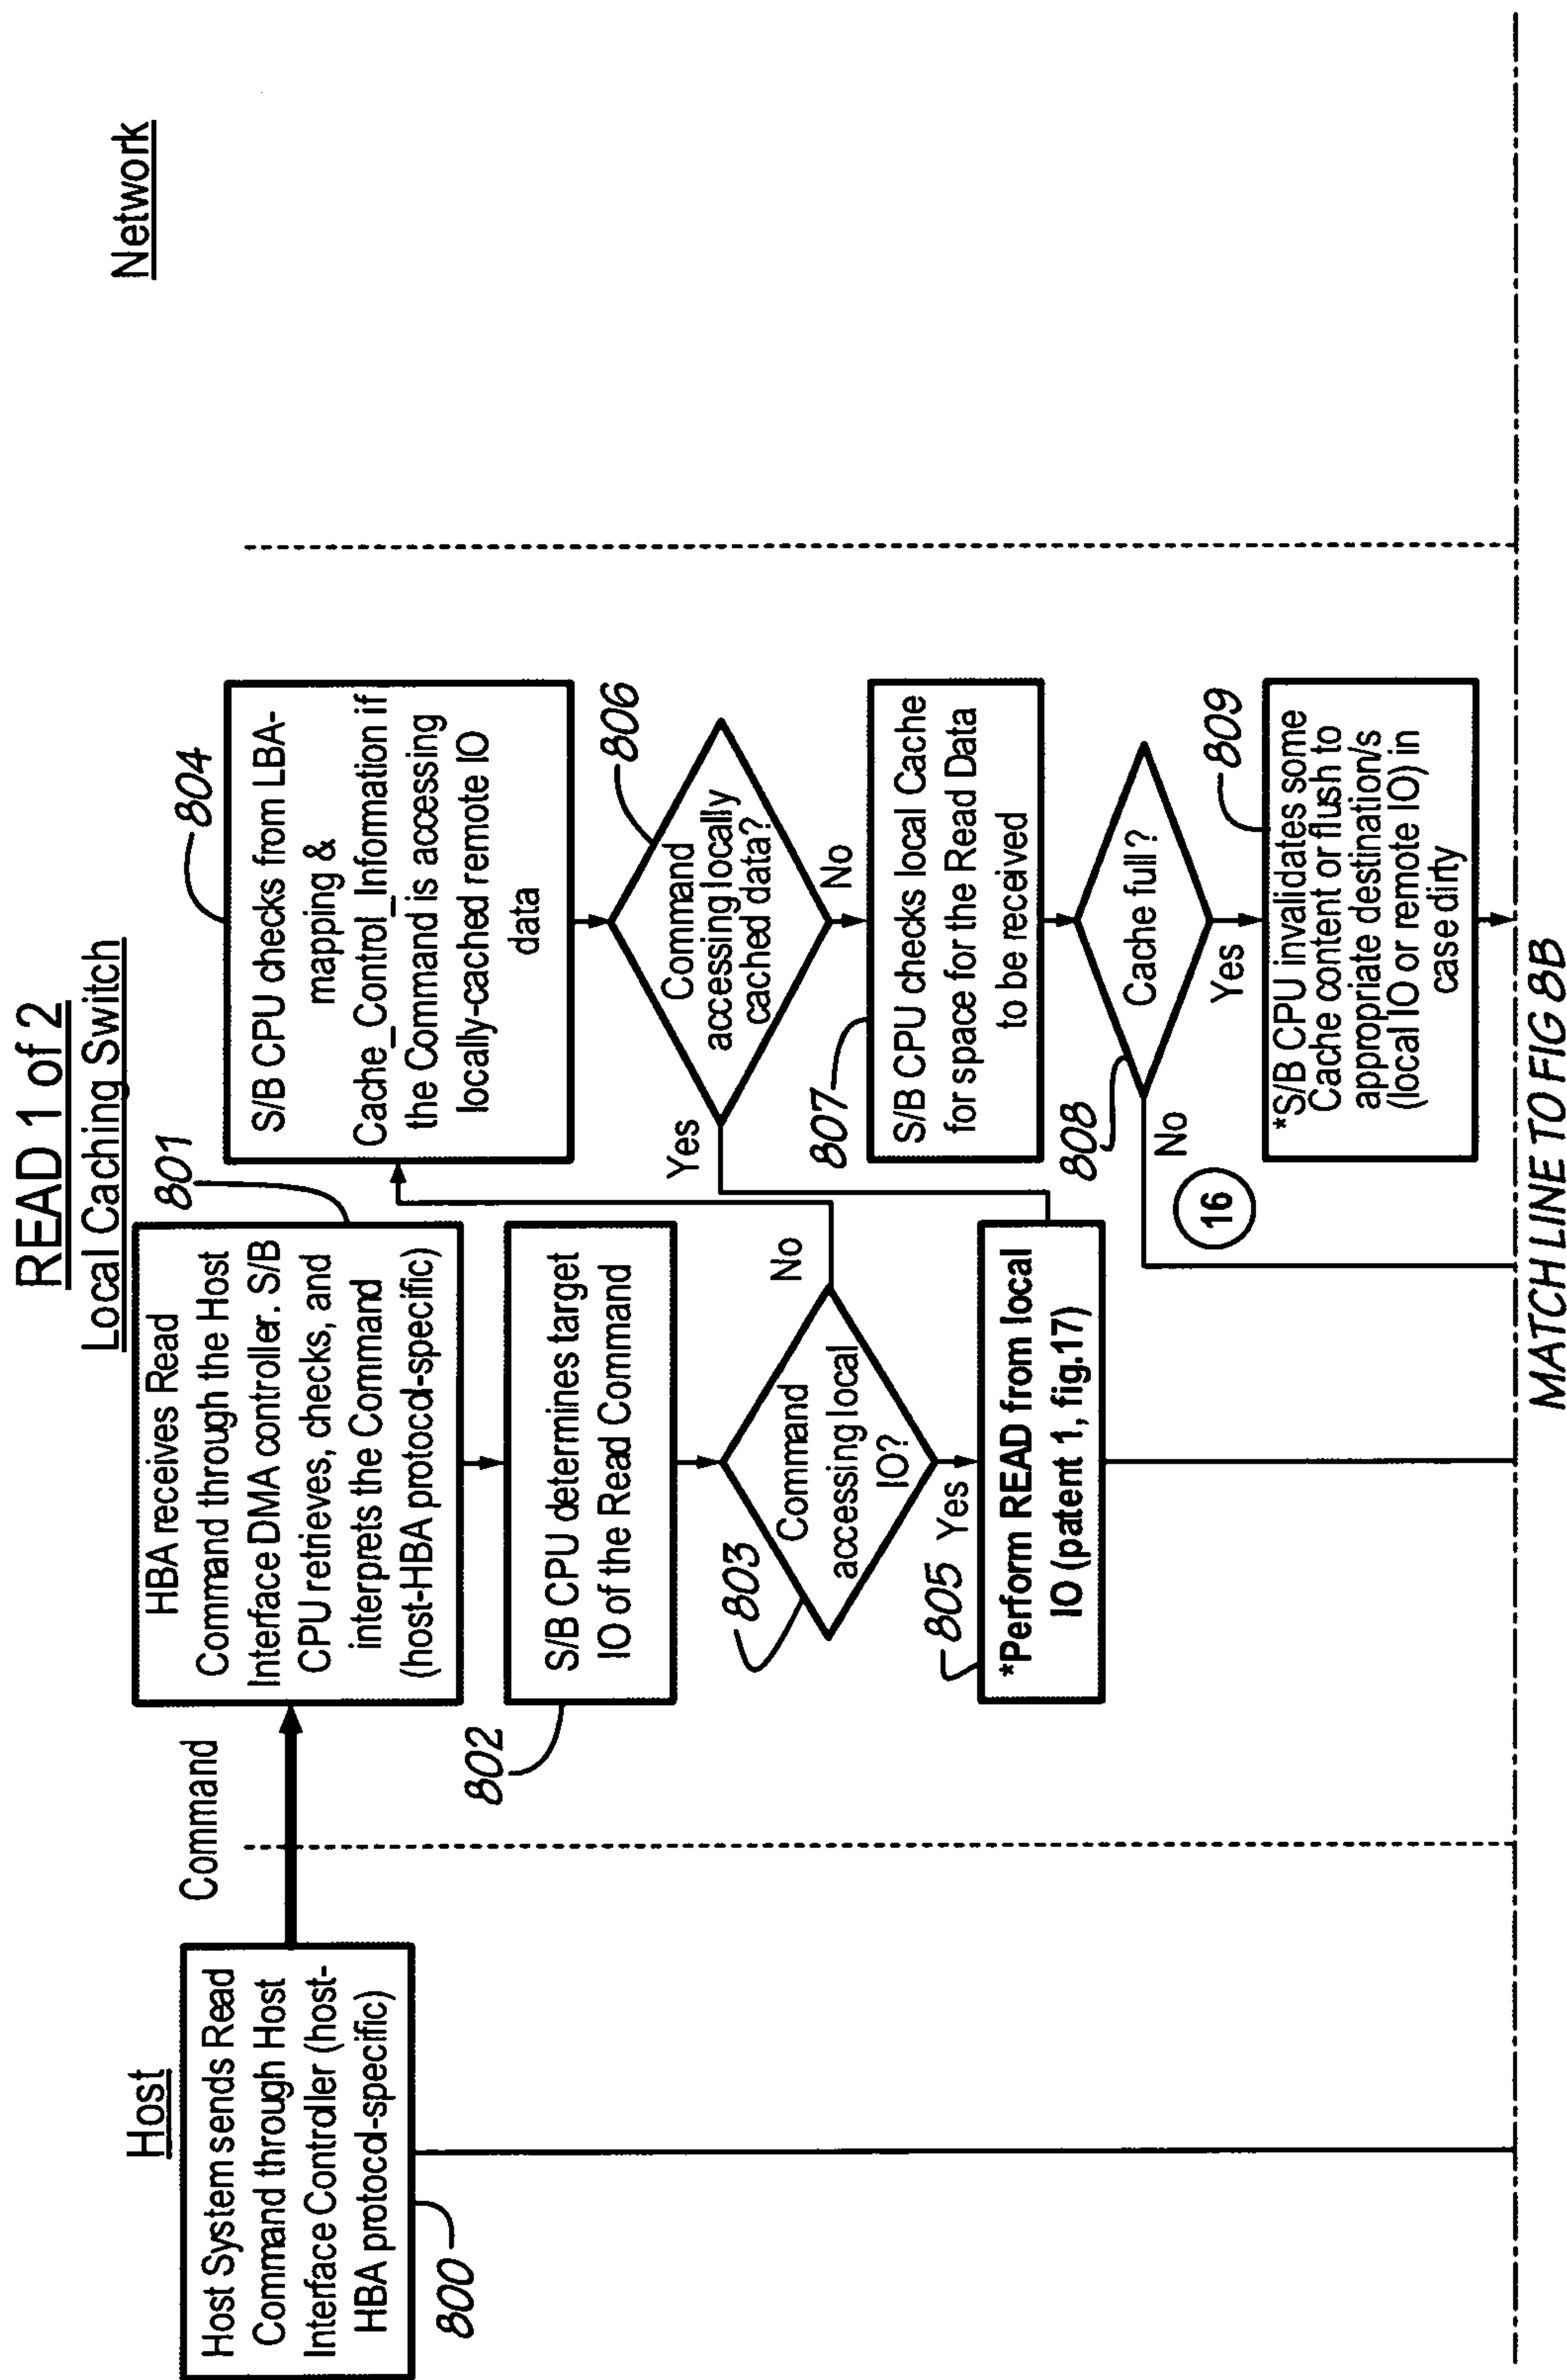 READ 1 of 2
Host
Local Caching Switch
Network
Host System sends Read
Command through Host
Interface Controller (host-
HBA protocol-specific)
800
Command
HBA receives Read
Command through the Host
Interface DMA controller. S/B
CPU retrieves, checks, and
interprets the Command
(host-HBA protocol-specific)
801
S/B CPU determines target
IO of the Read Command
802
Command
accessing local
IO?
803
No
Yes
*Perform READ from local
IO (patent 1, fig.17)
805
S/B CPU checks from LBA-
mapping &
Cache_Control_Information if
the Command is accessing
locally-cached remote IO
data
804
Command
accessing locally
cached data?
806
Yes
No
S/B CPU checks local Cache
for space for the Read Data
to be received
807
Cache full?
808
No
Yes
16
*S/B CPU invalidates some
Cache content or flush to
appropriate destination/s
(local IO or remote IO) in
case dirty
809
MATCH LINE TO FIG 8B